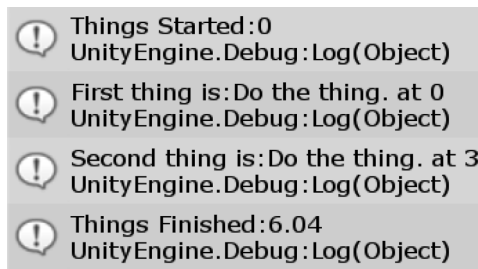 Things Started:0
UnityEngine.Debug:Log(Object)
First thing is:Do the thing. at 0
UnityEngine.Debug:Log(Object)
Second thing is:Do the thing. at 3
UnityEngine.Debug:Log(Object)
Things Finished:6.04
UnityEngine.Debug:Log(Object)